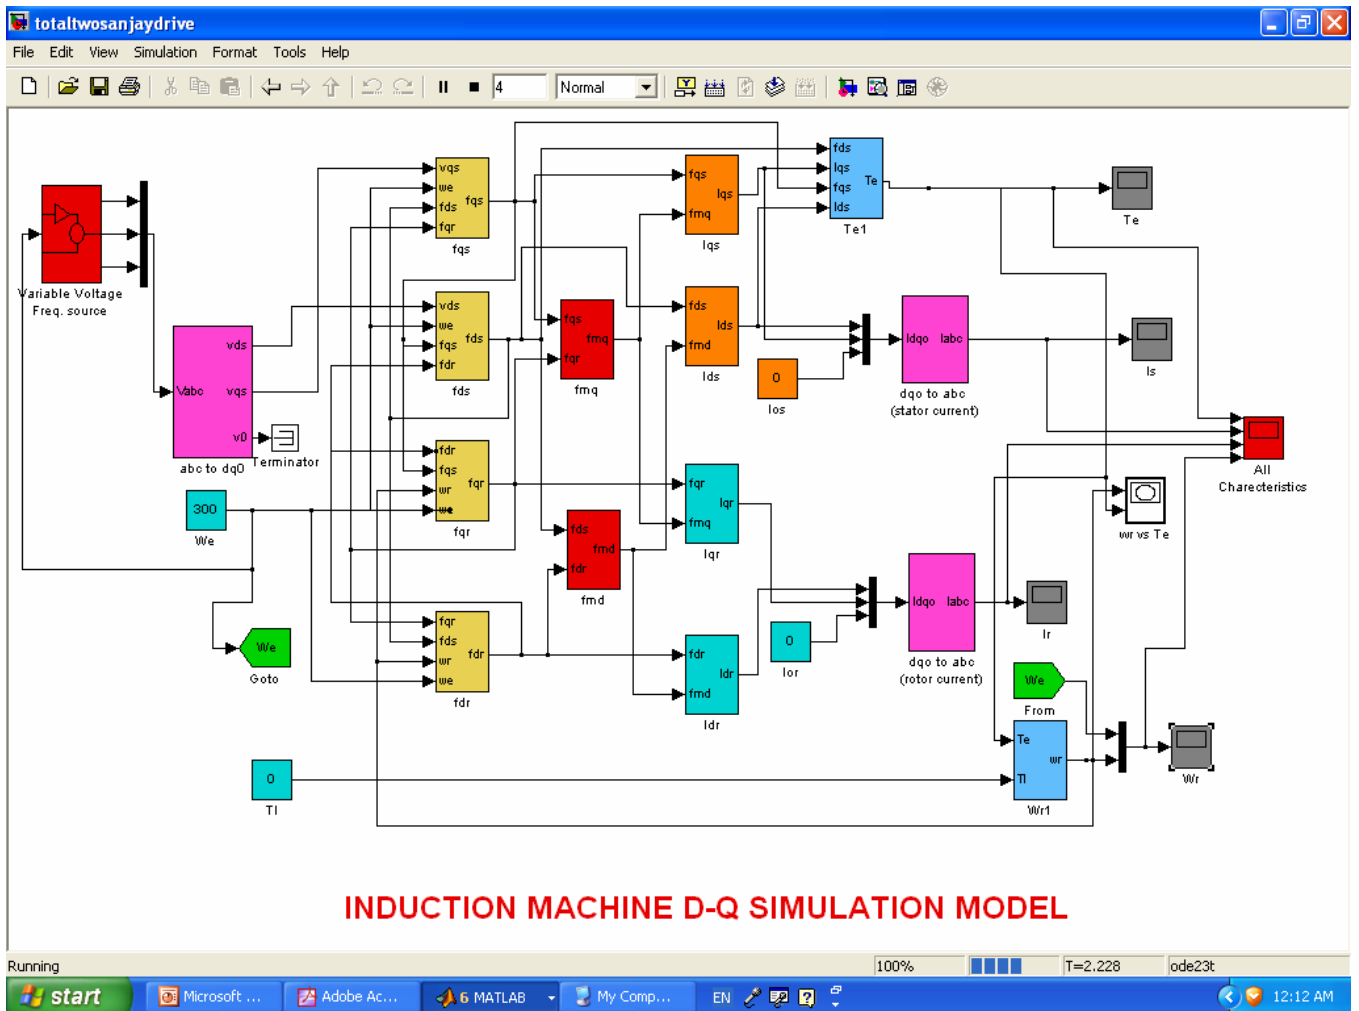 totaltwosanjaydrive
File Edit View Simulation Format Tools Help
4 Normal
Variable Voltage
Freq. source
Vabc
vds
vqs
v0
abc to dq0
Terminator
300
We
We
Goto
0
Tl
vqs
we
fds
fqr
fqs
fqs
vds
we
fqs
fdr
fds
fds
fdr
fqs
wr
we
fqr
fqr
fqr
fds
wr
we
fdr
fdr
fqs
fqr
fmq
fmq
fds
fdr
fmd
fmd
fqs
fmq
Iqs
Iqs
fds
fmd
Ids
Ids
0
Ios
fqr
fmq
Iqr
Iqr
fdr
fmd
Idr
Idr
0
Ior
fds
Iqs
fqs
Ids
Te
Te1
Te
Idqo Iabc
dqo to abc
(stator current)
Is
All
Charecteristics
wr vs Te
Idqo Iabc
dqo to abc
(rotor current)
Ir
We
From
Te
Tl
wr
Wr1
Wr
INDUCTION MACHINE D-Q SIMULATION MODEL
Running 100% T=2.228 ode23t
start Microsoft ... Adobe Ac... 6 MATLAB My Comp... EN 12:12 AM